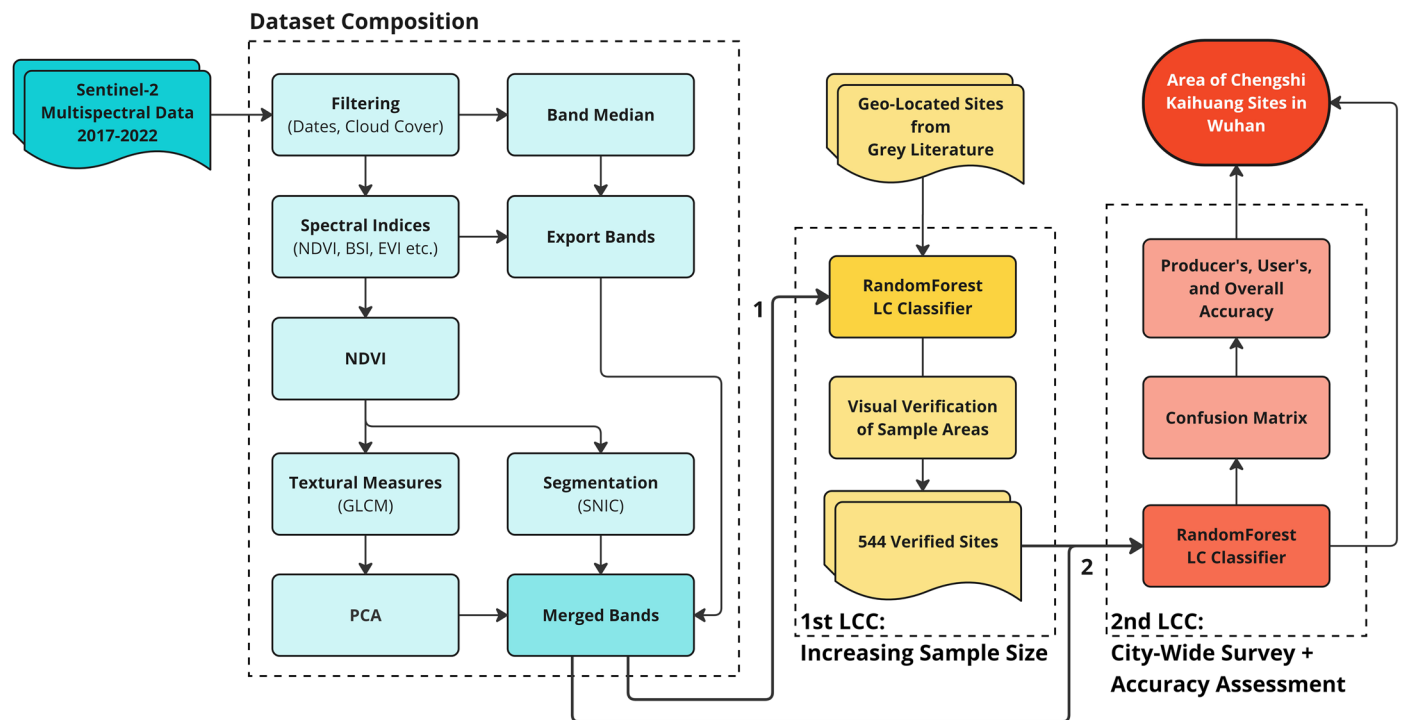 Dataset Composition
Sentinel-2
Multispectral Data
2017-2022
Filtering
(Dates, Cloud Cover)
Band Median
Spectral Indices
(NDVI, BSI, EVI etc.)
Export Bands
NDVI
Textural Measures
(GLCM)
Segmentation
(SNIC)
PCA
Merged Bands
1
Geo-Located Sites
from
Grey Literature
RandomForest
LC Classifier
Visual Verification
of Sample Areas
544 Verified Sites
1st LCC:
Increasing Sample Size
2
Area of Chengshi
Kaihuang Sites in
Wuhan
Producer's, User's,
and Overall
Accuracy
Confusion Matrix
RandomForest
LC Classifier
2nd LCC:
City-Wide Survey +
Accuracy Assessment